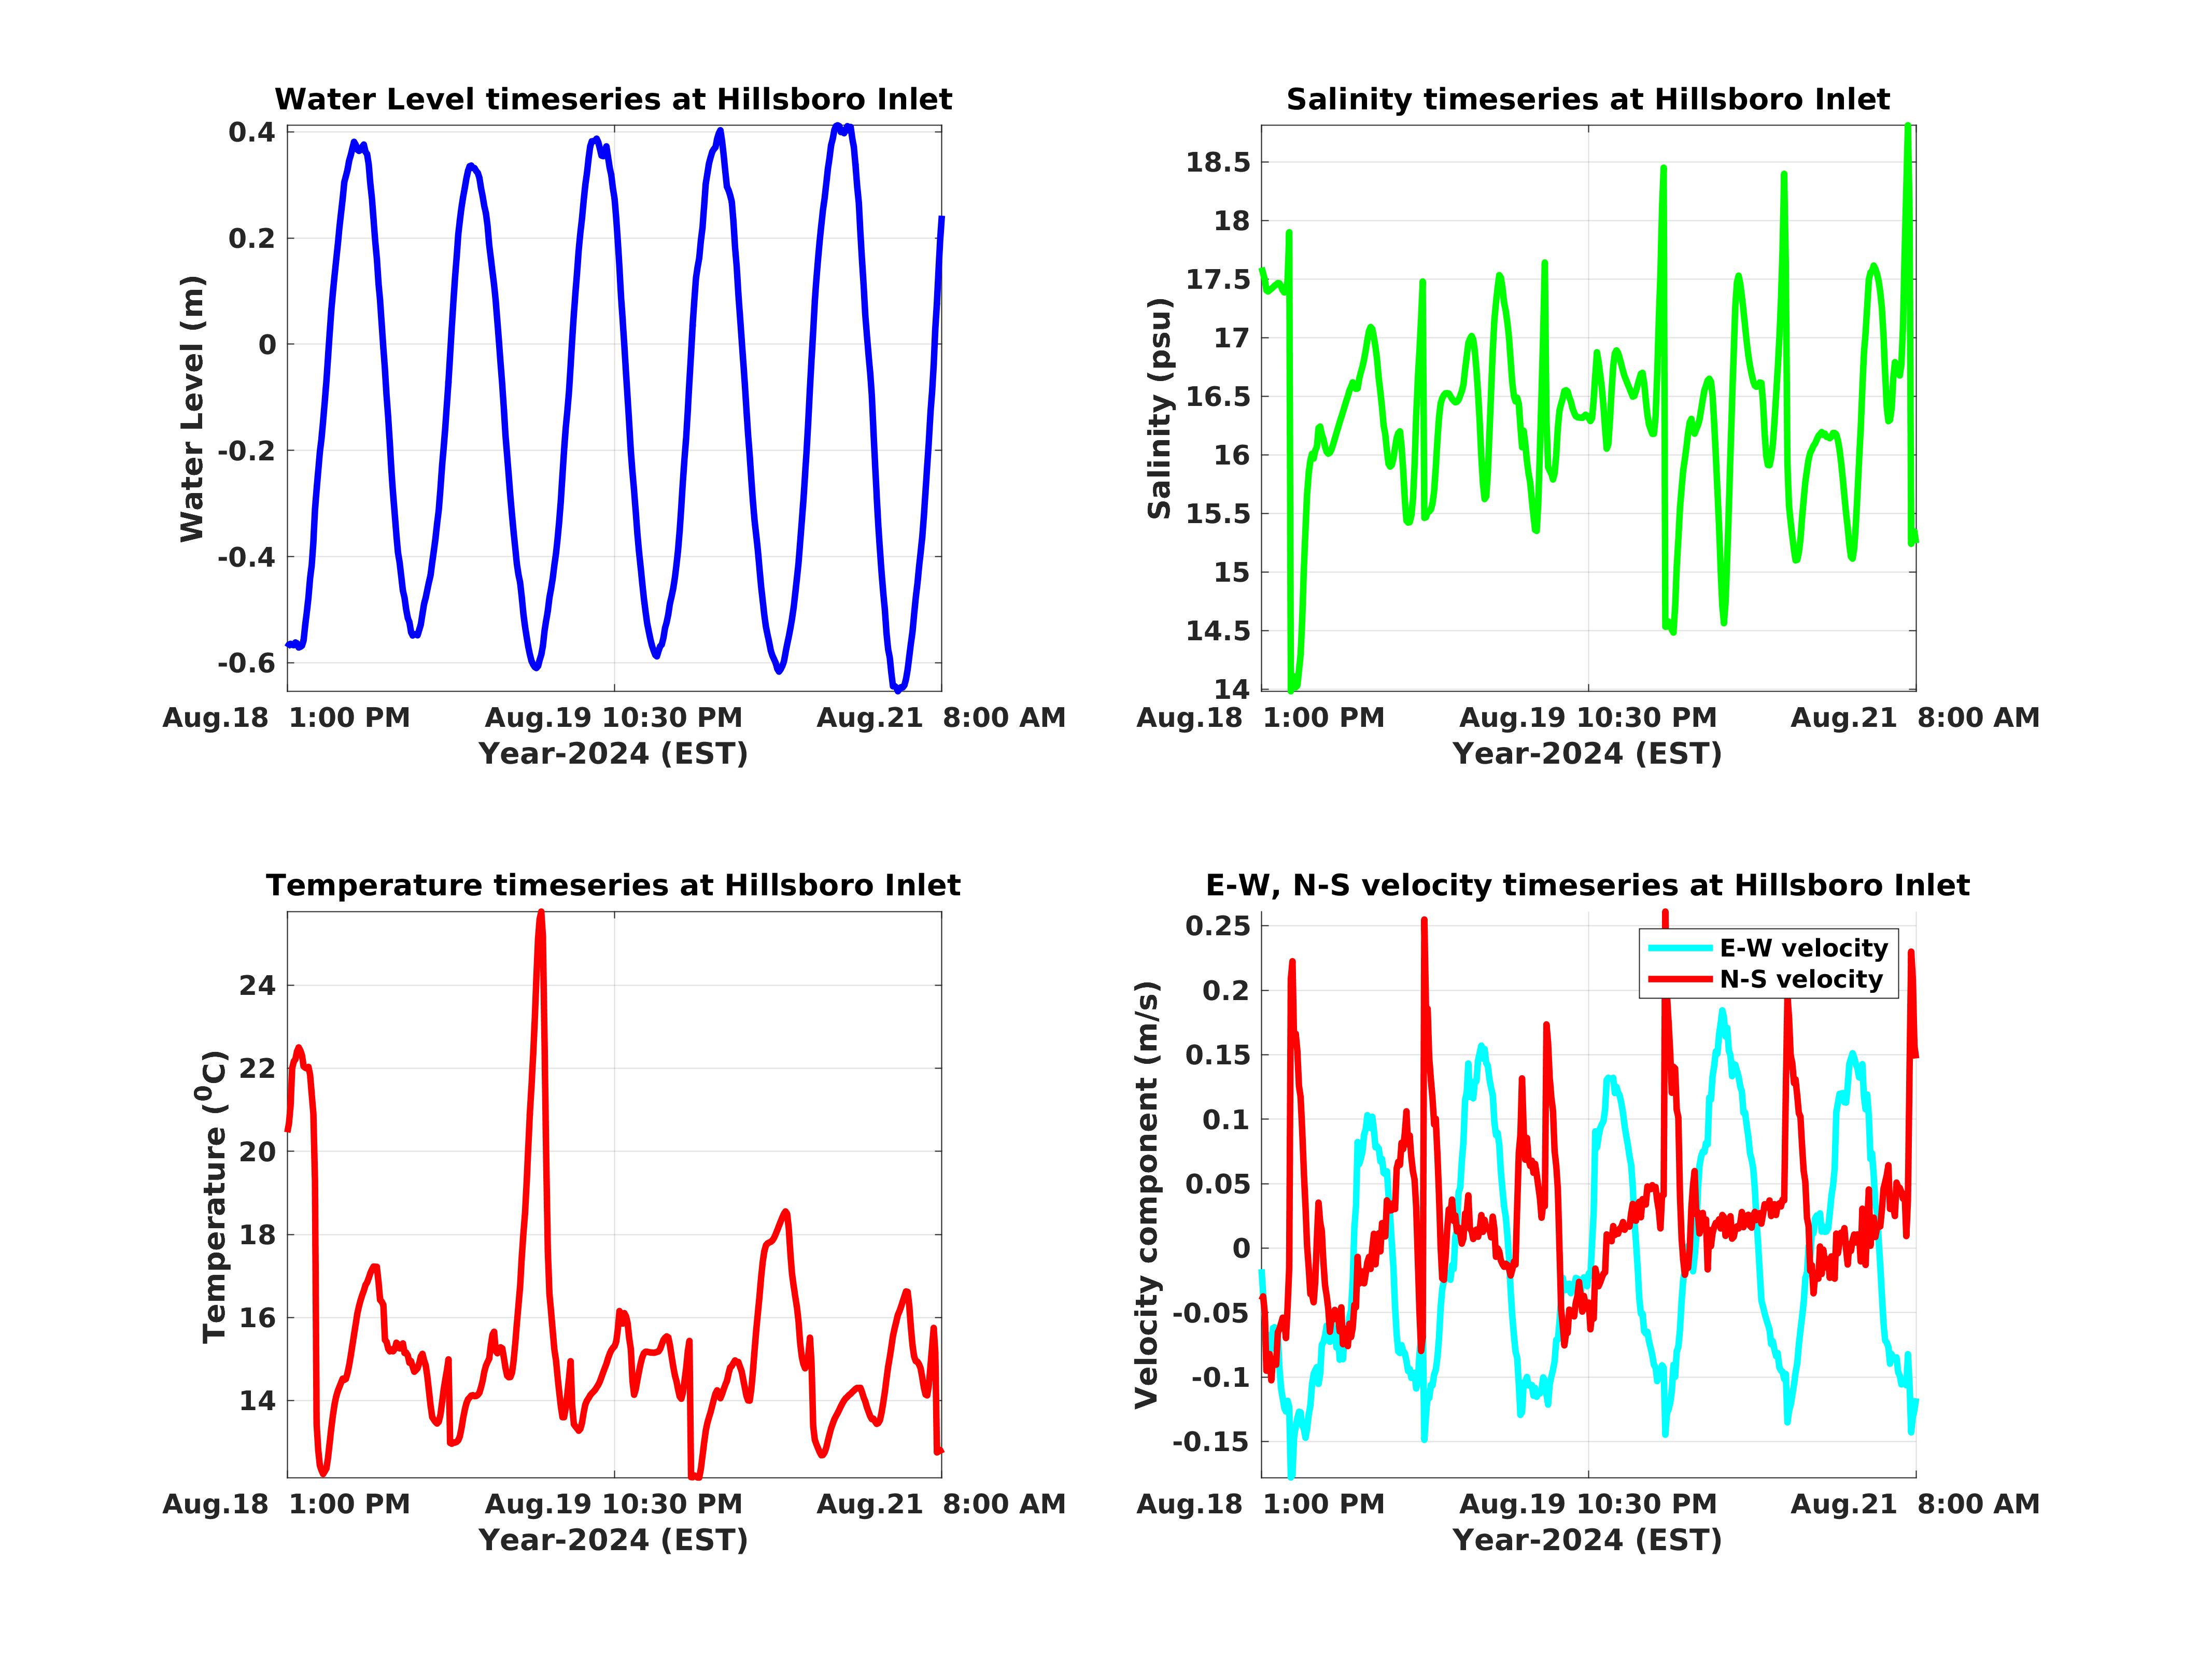 Water Level timeseries at Hillsboro Inlet
0.4
0.2
0
-0.2
-0.4
-0.6
Water Level (m)
Aug.18 1:00 PM
Aug.19 10:30 PM
Aug.21 8:00 AM
Year-2024 (EST)
Salinity timeseries at Hillsboro Inlet
18.5
18
17.5
17
16.5
16
15.5
15
14.5
14
Salinity (psu)
Aug.18 1:00 PM
Aug.19 10:30 PM
Aug.21 8:00 AM
Year-2024 (EST)
Temperature timeseries at Hillsboro Inlet
24
22
20
18
16
14
Temperature (⁰C)
Aug.18 1:00 PM
Aug.19 10:30 PM
Aug.21 8:00 AM
Year-2024 (EST)
E-W, N-S velocity timeseries at Hillsboro Inlet
0.25
0.2
0.15
0.1
0.05
0
-0.05
-0.1
-0.15
Velocity component (m/s)
E-W velocity
N-S velocity
Aug.18 1:00 PM
Aug.19 10:30 PM
Aug.21 8:00 AM
Year-2024 (EST)